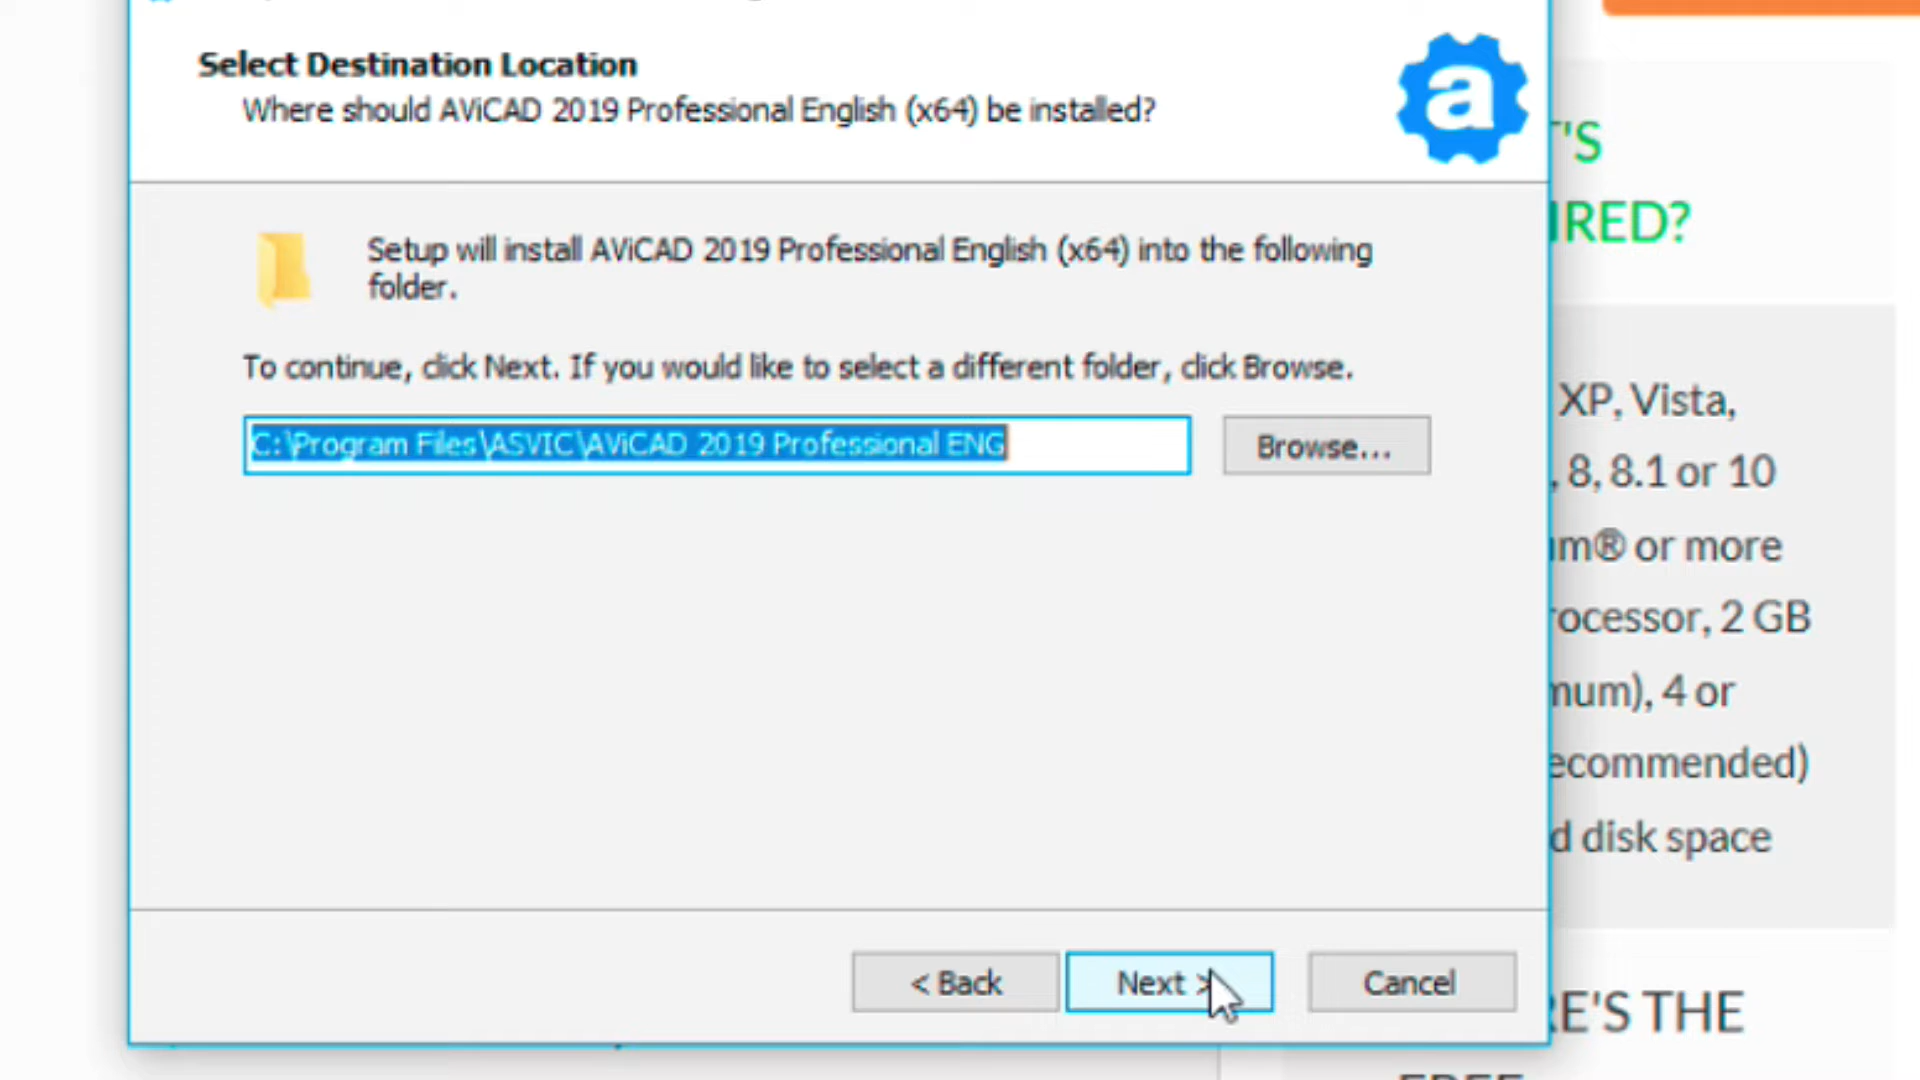 Select Destination Location
Where should AViCAD 2019 Professional English (x64) be installed?
a
Setup will install AViCAD 2019 Professional English (x64) into the following
folder.
To continue, click Next. If you would like to select a different folder, click Browse.
C:\Program Files\ASVIC\AViCAD 2019 Professional ENG
Browse...
< Back
Next >
Cancel
'S
IRED?
XP, Vista,
, 8, 8.1 or 10
um® or more
rocessor, 2 GB
mum), 4 or
ecommended)
d disk space
RE'S THE